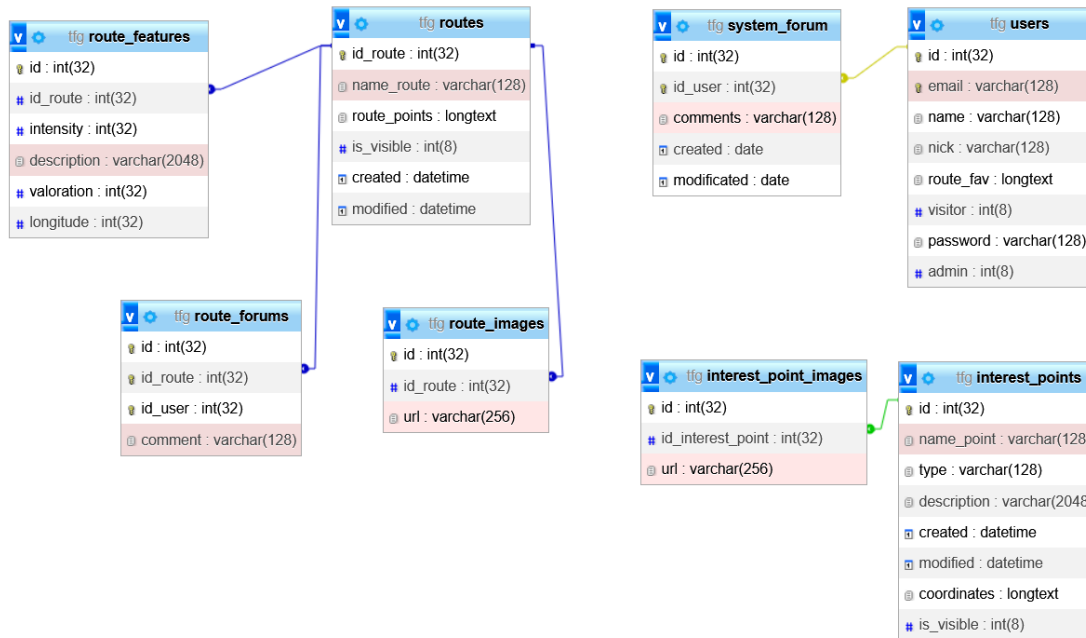 v tfg route_features
id : int(32)
# id_route : int(32)
# intensity : int(32)
description : varchar(2048)
# valoration : int(32)
# longitude : int(32)
v tfg routes
id_route : int(32)
name_route : varchar(128)
route_points : longtext
# is_visible : int(8)
created : datetime
modified : datetime
v tfg system_forum
id : int(32)
id_user : int(32)
comments : varchar(128)
created : date
modificated : date
v tfg users
id : int(32)
email : varchar(128)
name : varchar(128)
nick : varchar(128)
route_fav : longtext
# visitor : int(8)
password : varchar(128)
# admin : int(8)
v tfg route_forums
id : int(32)
id_route : int(32)
id_user : int(32)
comment : varchar(128)
v tfg route_images
id : int(32)
# id_route : int(32)
url : varchar(256)
v tfg interest_point_images
id : int(32)
# id_interest_point : int(32)
url : varchar(256)
v tfg interest_points
id : int(32)
name_point : varchar(128
type : varchar(128)
description : varchar(2048
created : datetime
modified : datetime
coordinates : longtext
# is_visible : int(8)